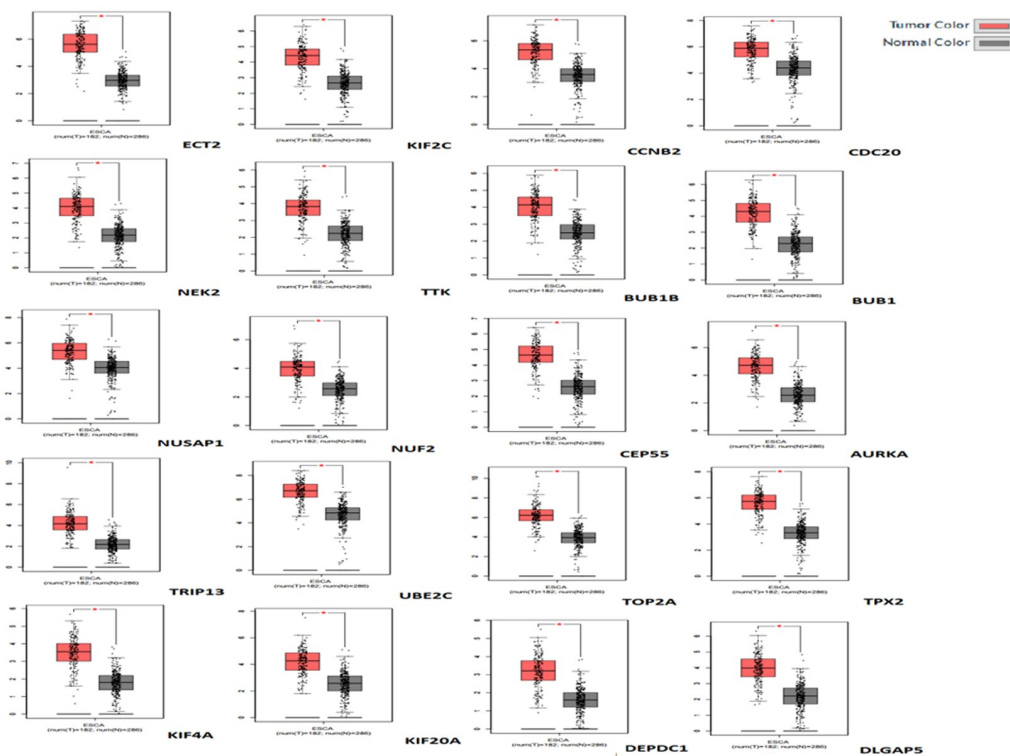 Tumor Color
Normal Color
ESCA
(num(T)=182; num(N)=286)
ECT2
ESCA
(num(T)=182; num(N)=286)
KIF2C
ESCA
(num(T)=182; num(N)=286)
CCNB2
ESCA
(num(T)=182; num(N)=286)
CDC20
ESCA
(num(T)=182; num(N)=286)
NEK2
ESCA
(num(T)=182; num(N)=286)
TTK
ESCA
(num(T)=182; num(N)=286)
BUB1B
ESCA
(num(T)=182; num(N)=286)
BUB1
ESCA
(num(T)=182; num(N)=286)
NUSAP1
ESCA
(num(T)=182; num(N)=286)
NUF2
ESCA
(num(T)=182; num(N)=286)
CEP55
ESCA
(num(T)=182; num(N)=286)
AURKA
ESCA
(num(T)=182; num(N)=286)
TRIP13
ESCA
(num(T)=182; num(N)=286)
UBE2C
ESCA
(num(T)=182; num(N)=286)
TOP2A
ESCA
(num(T)=182; num(N)=286)
TPX2
ESCA
(num(T)=182; num(N)=286)
KIF4A
ESCA
(num(T)=182; num(N)=286)
KIF20A
ESCA
(num(T)=182; num(N)=286)
DEPDC1
ESCA
(num(T)=182; num(N)=286)
DLGAP5